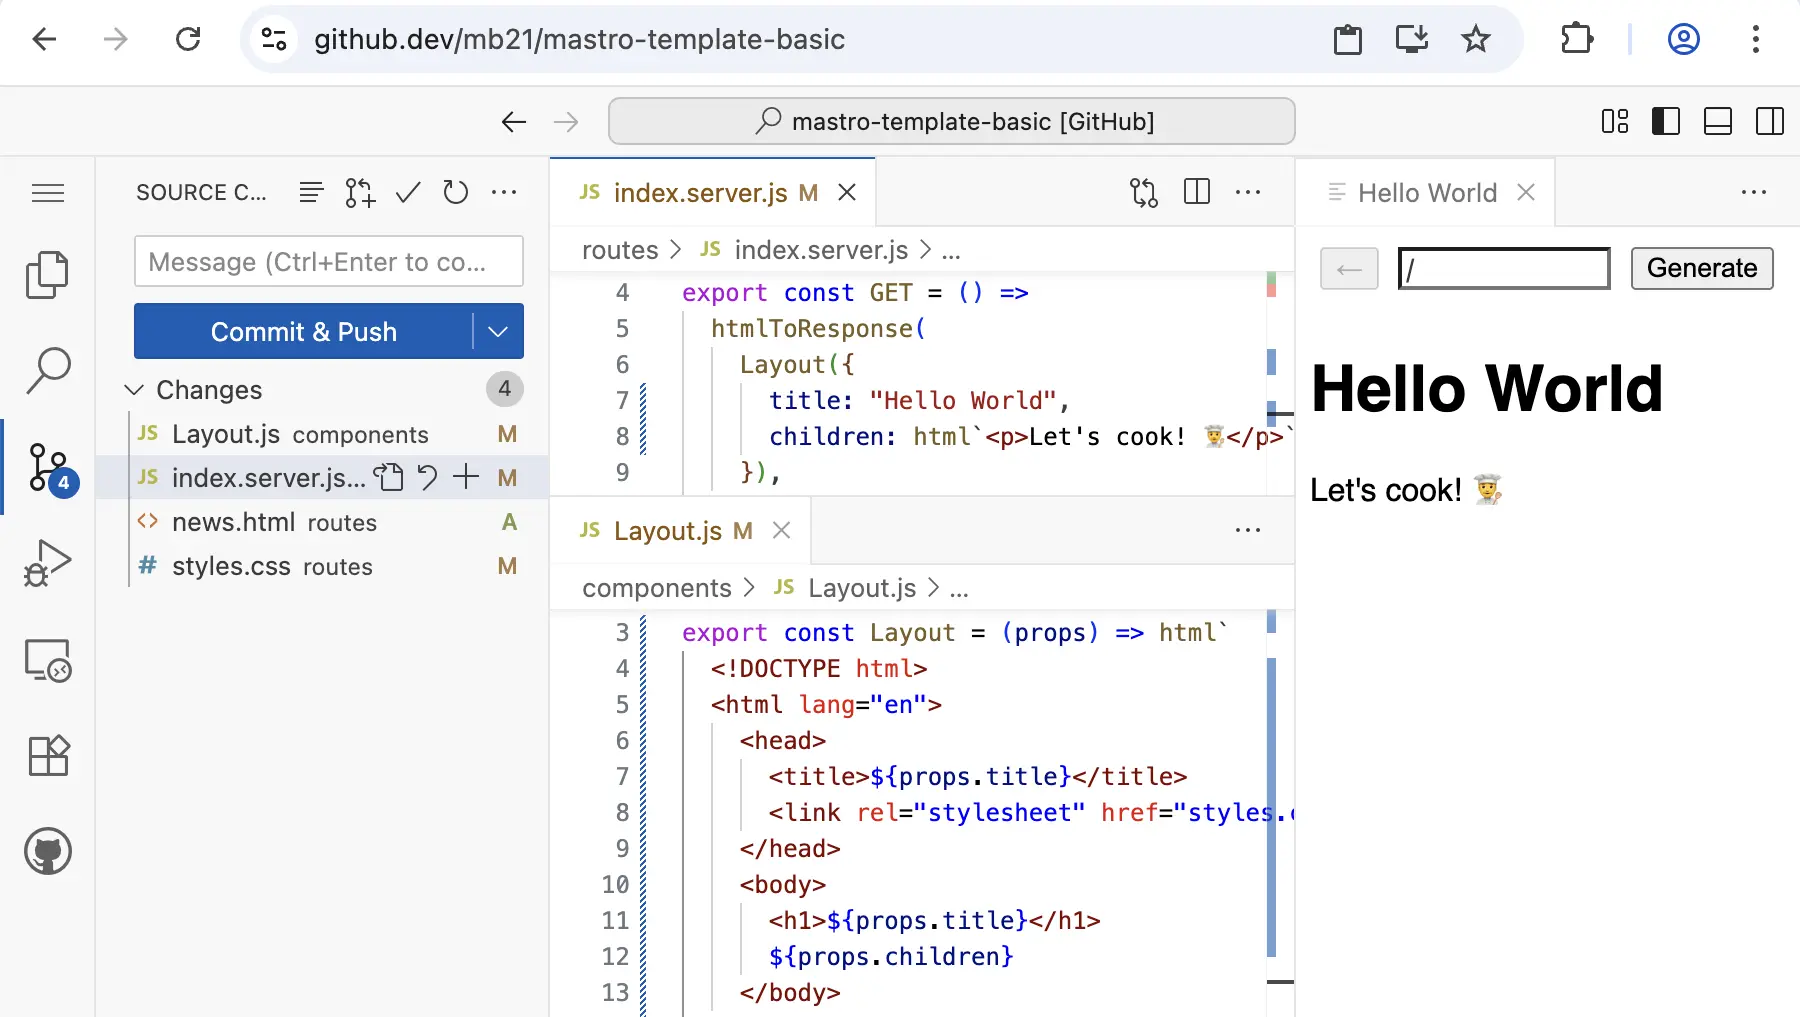 github.dev/mb21/mastro-template-basic
mastro-template-basic [GitHub]
SOURCE C...
Message (Ctrl+Enter to co...
Commit & Push
Changes 4
JS Layout.js components M
JS index.server.js... M
<> news.html routes A
# styles.css routes M
4
JS index.server.js M
routes > JS index.server.js > ...
4 export const GET = () =>
5 htmlToResponse(
6 Layout({
7 title: "Hello World",
8 children: html`<p>Let's cook! 👨‍🍳</p>`
9 }),
JS Layout.js M
components > JS Layout.js > ...
3 export const Layout = (props) => html`
4 <!DOCTYPE html>
5 <html lang="en">
6 <head>
7 <title>${props.title}</title>
8 <link rel="stylesheet" href="styles.
9 </head>
10 <body>
11 <h1>${props.title}</h1>
12 ${props.children}
13 </body>
Hello World
← / Generate
Hello World
Let's cook! 👨‍🍳